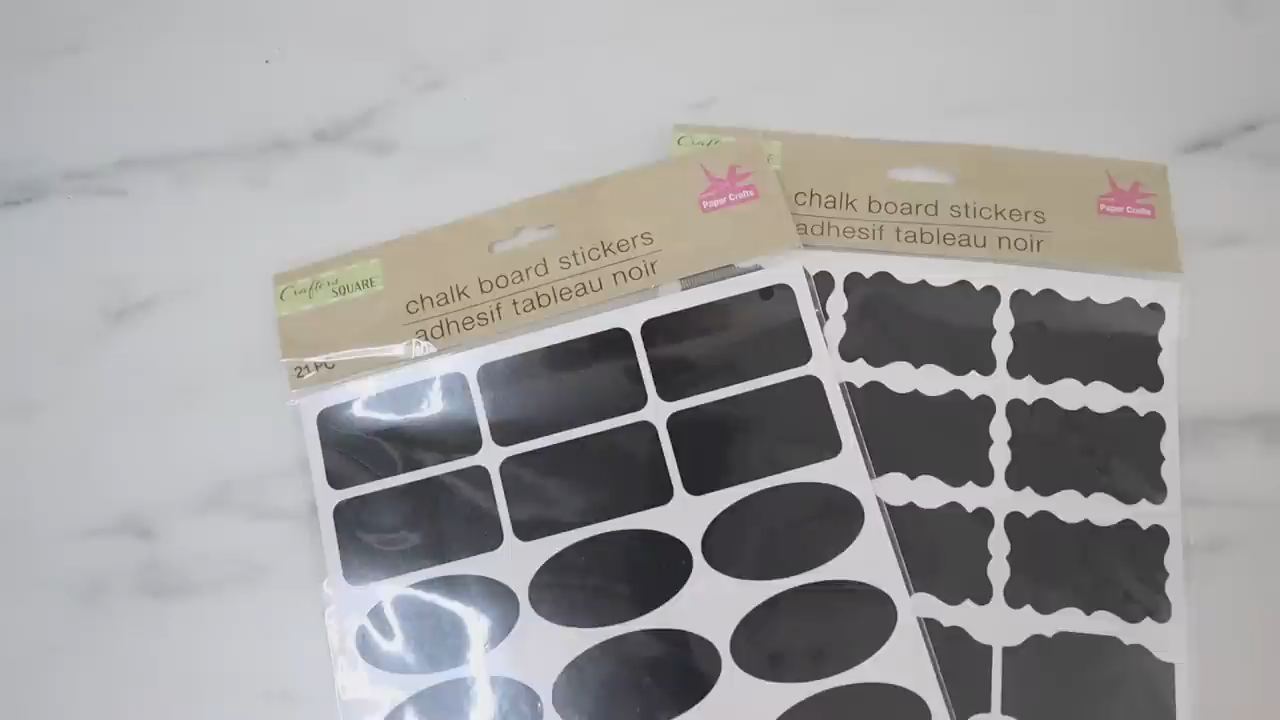 Crafter's SQUARE
chalk board stickers
adhesif tableau noir
Paper Crafts
21 PC
chalk board stickers
adhesif tableau noir
Paper Crafts